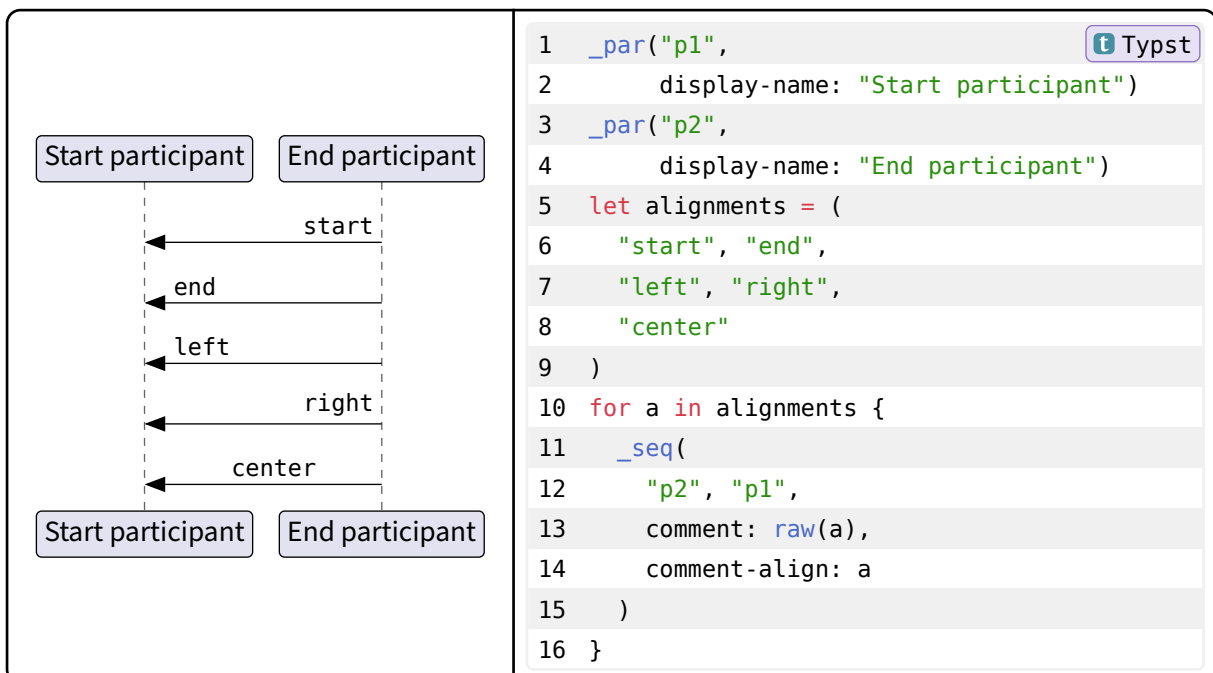 Start participant End participant
start
end
left
right
center
Start participant End participant
1 _par("p1",
Typst
2 display-name: "Start participant")
3 _par("p2",
4 display-name: "End participant")
5 let alignments = (
6 "start", "end",
7 "left", "right",
8 "center"
9 )
10 for a in alignments {
11 _seq(
12 "p2", "p1",
13 comment: raw(a),
14 comment-align: a
15 )
16 }